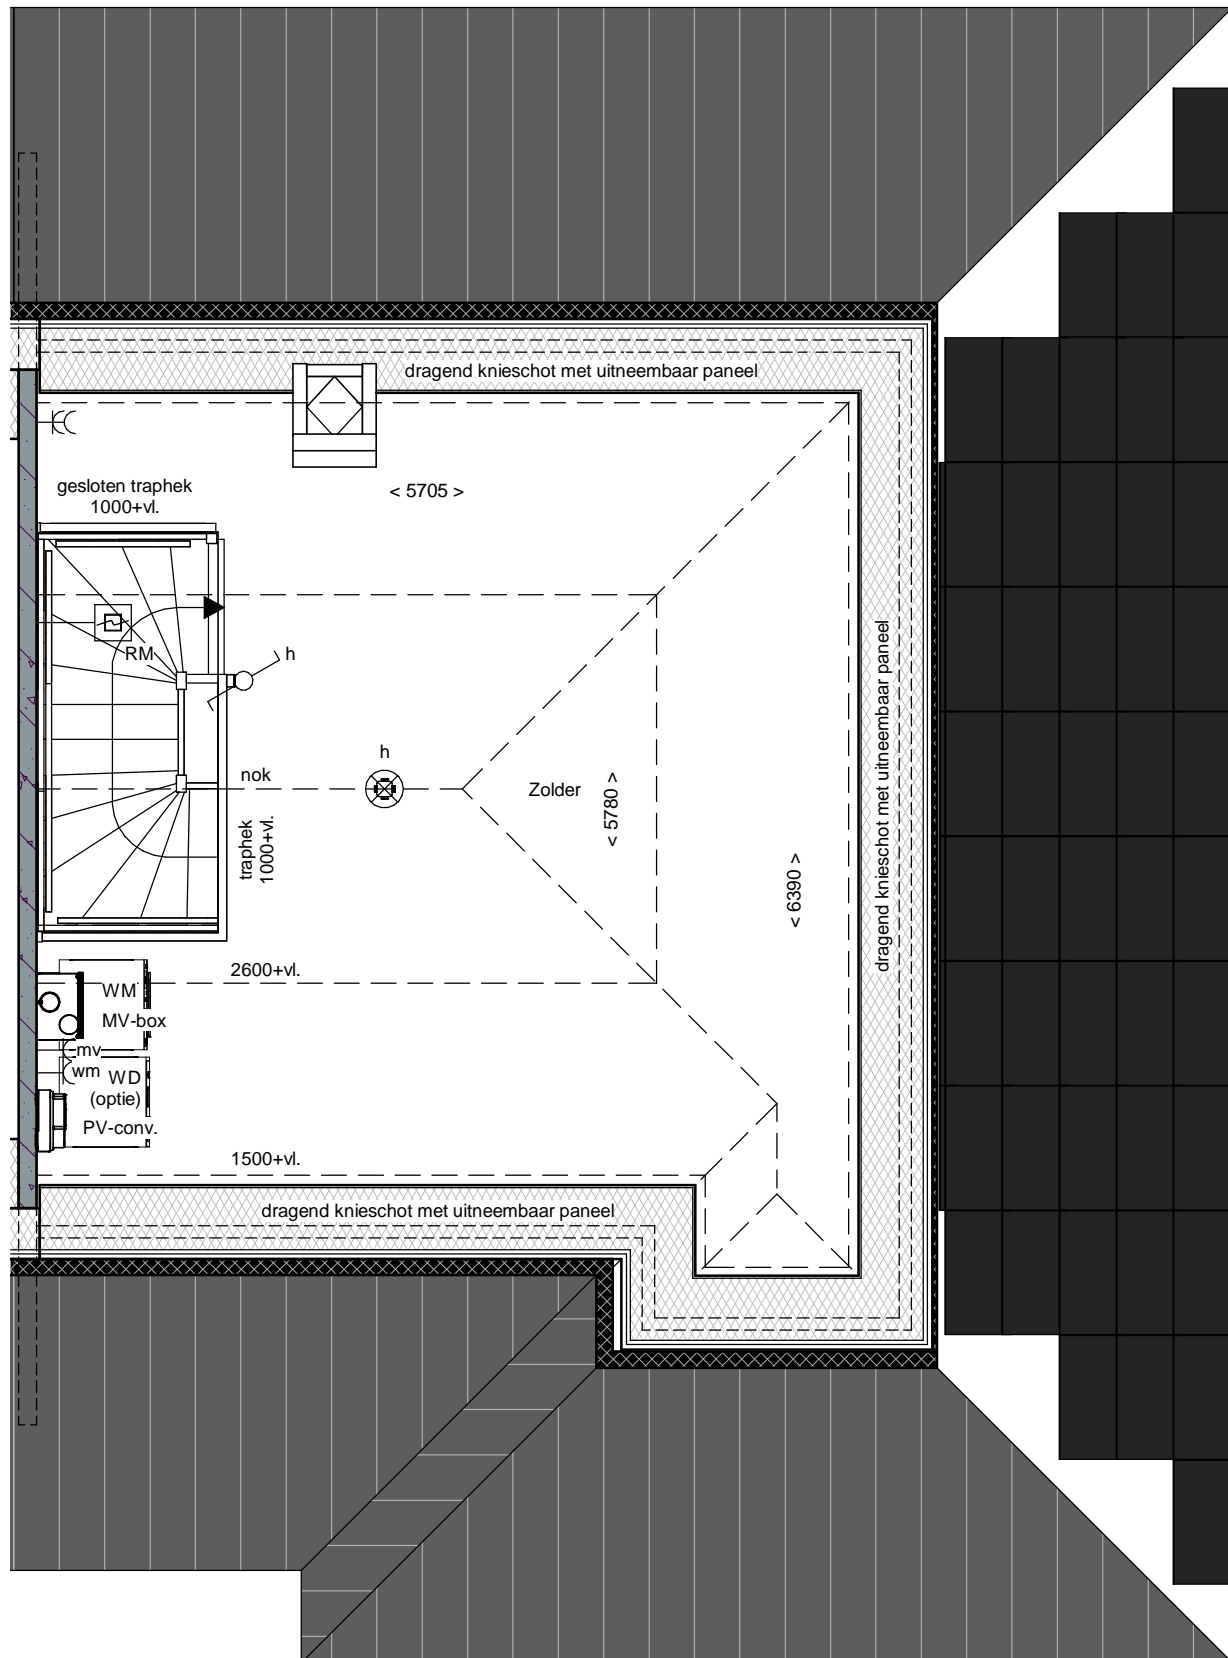 dragend knieschot met uitneembaar paneel
gesloten traphek
1000+vl.
< 5705 >
RM
h
nok
h
Zolder
< 5780 >
< 6390 >
dragend knieschot met uitneembaar paneel
traphek
1000+vl.
2600+vl.
WM
MV-box
mv
wm
WD
(optie)
PV-conv.
1500+vl.
dragend knieschot met uitneembaar paneel